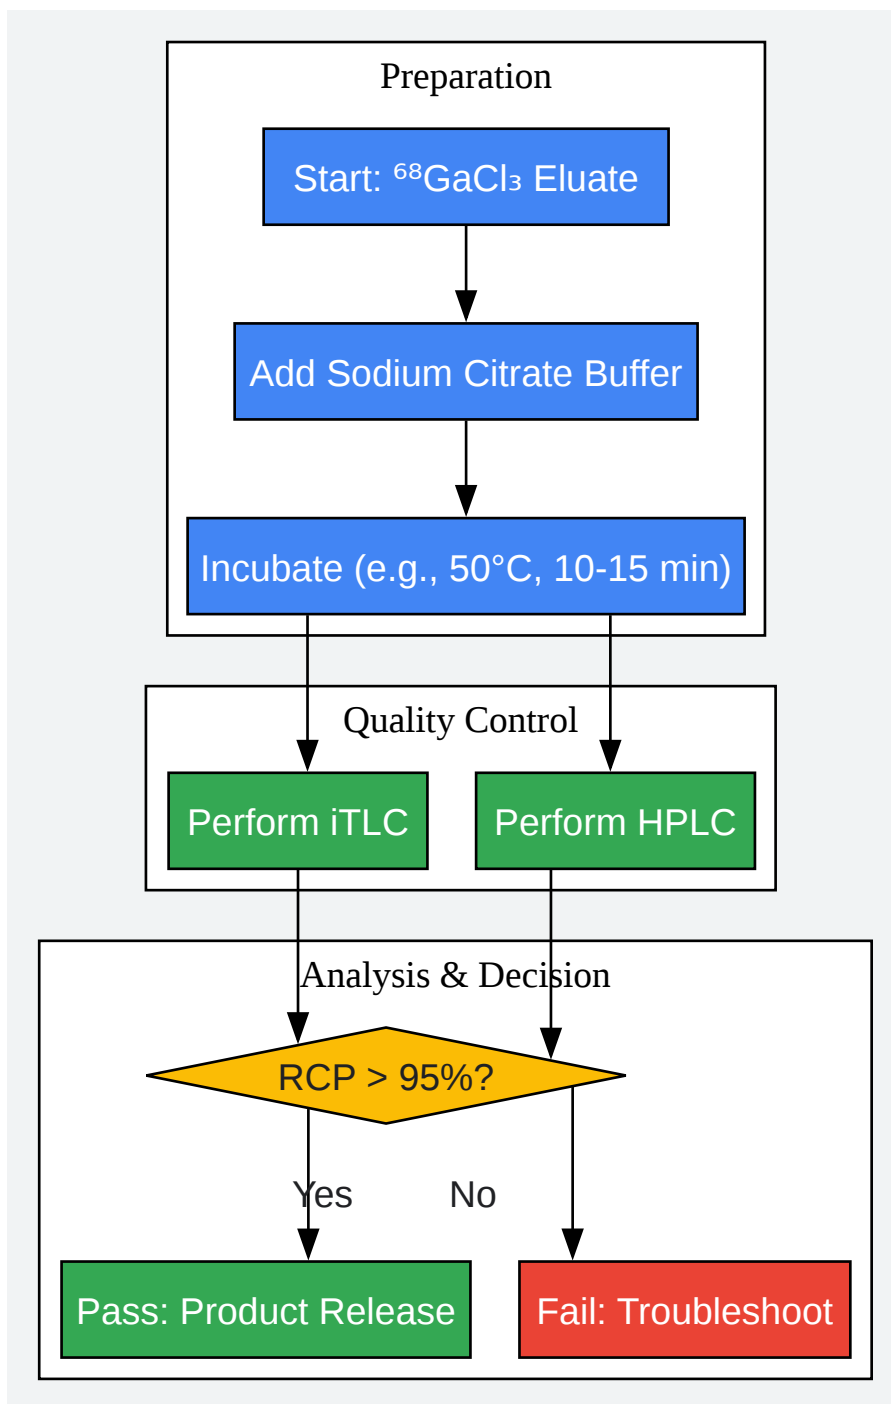 Preparation
Start: ⁶⁸GaCl₃ Eluate
Add Sodium Citrate Buffer
Incubate (e.g., 50°C, 10-15 min)
Quality Control
Perform iTLC
Perform HPLC
Analysis & Decision
RCP > 95%?
Yes
No
Pass: Product Release
Fail: Troubleshoot